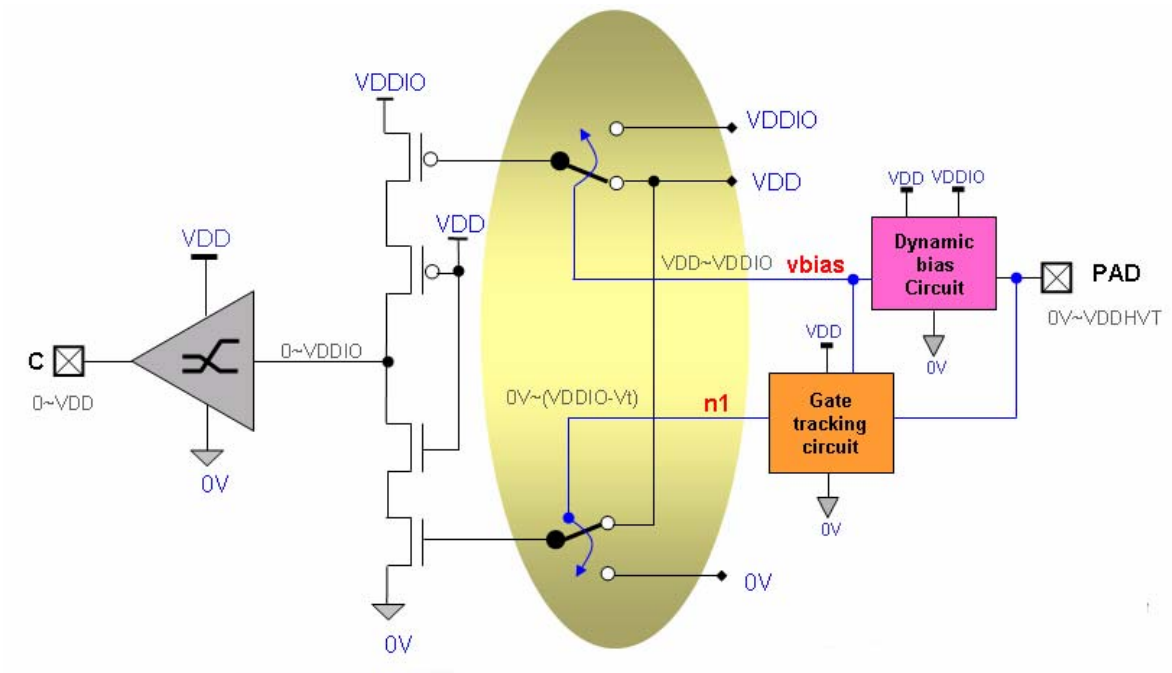 VDDIO
VDDIO
VDD
VDD
VDD
VDD VDDIO
Dynamic
bias
Circuit
PAD
VDD~VDDIO vbias
0V~VDDHVT
VDD
0V
C
0~VDD
0~VDDIO
0V~(VDDIO-Vt)
n1
Gate
tracking
circuit
0V
0V
0V
0V